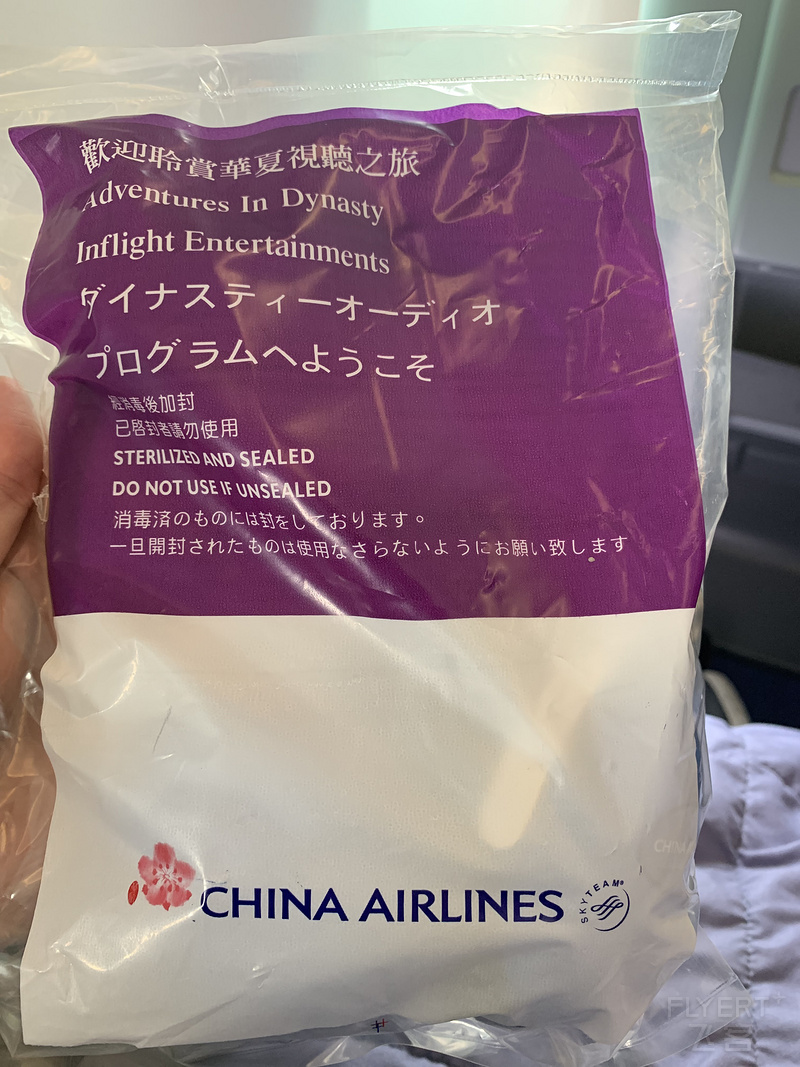 歡迎聆賞華夏視聽之旅
Adventures In Dynasty
Inflight Entertainments
ダイナスティーオーディオ
プログラムへようこそ
經消毒後加封
已啓封者請勿使用
STERILIZED AND SEALED
DO NOT USE IF UNSEALED
消毒済のものには封をしております。
一旦開封されたものは使用なさらないようにお願い致します
CHINA AIRLINES
SKYTEAM
FLYERT